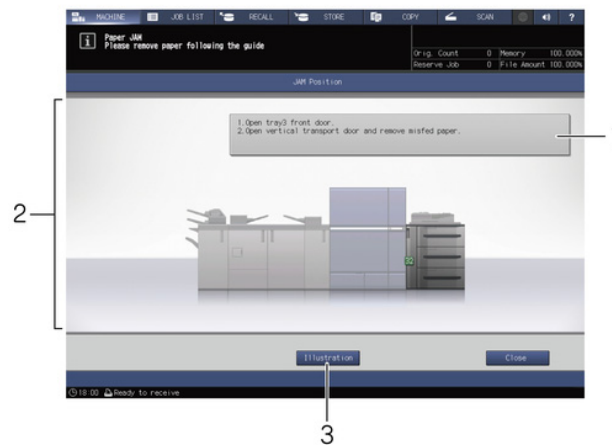 MACHINE JOB LIST RECALL STORE COPY SCAN ?
i Paper JAM
Please remove paper following the guide
Orig. Count 0 Memory 100.000%
Reserve Job 0 File Amount 100.000%
JAM Position
1.Open tray3 front door.
2.Open vertical transport door and remove misfed paper.
2
Illustration Close
18:00 Ready to receive
3